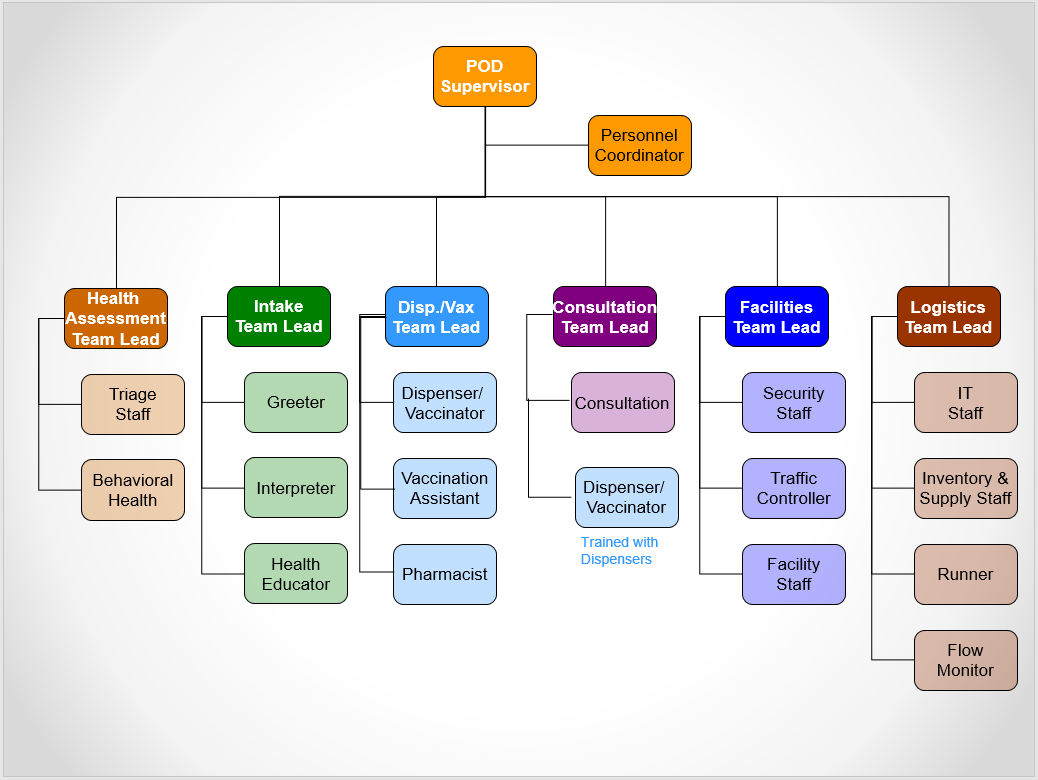 POD
Supervisor
Personnel
Coordinator
Health
Assessment
Team Lead
Triage
Staff
Behavioral
Health
Intake
Team Lead
Greeter
Interpreter
Health
Educator
Disp./Vax
Team Lead
Dispenser/
Vaccinator
Vaccination
Assistant
Pharmacist
Consultation
Team Lead
Consultation
Dispenser/
Vaccinator
Trained with
Dispensers
Facilities
Team Lead
Security
Staff
Traffic
Controller
Facility
Staff
Logistics
Team Lead
IT
Staff
Inventory &
Supply Staff
Runner
Flow
Monitor